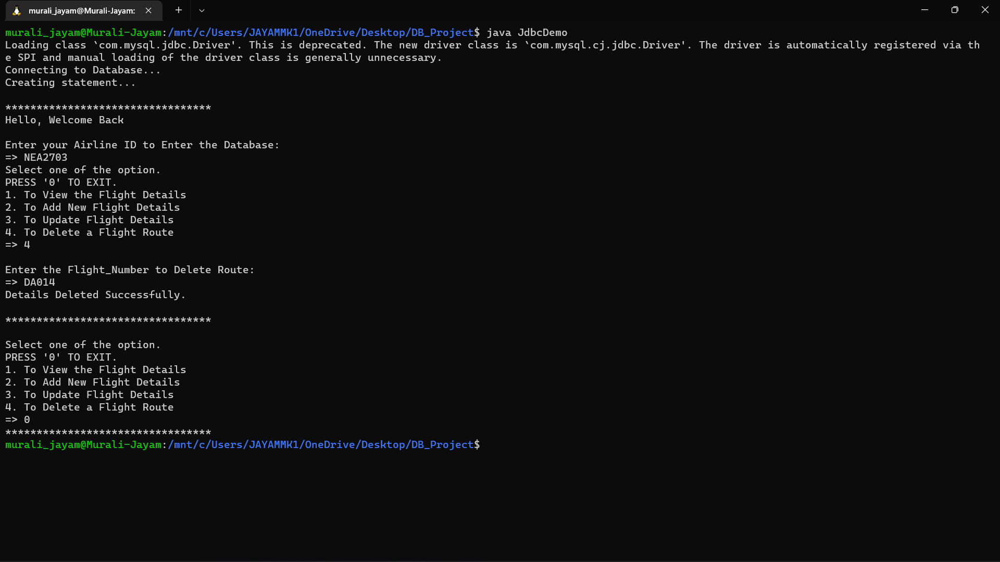 murali_jayam@Murali-Jayam:
murali_jayam@Murali-Jayam:/mnt/c/Users/JAYAMMK1/OneDrive/Desktop/DB_Project$ java JdbcDemo
Loading class `com.mysql.jdbc.Driver'. This is deprecated. The new driver class is `com.mysql.cj.jdbc.Driver'. The driver is automatically registered via th
e SPI and manual loading of the driver class is generally unnecessary.
Connecting to Database...
Creating statement...
*********************************
Hello, Welcome Back
Enter your Airline ID to Enter the Database:
=> NEA2703
Select one of the option.
PRESS '0' TO EXIT.
1. To View the Flight Details
2. To Add New Flight Details
3. To Update Flight Details
4. To Delete a Flight Route
=> 4
Enter the Flight_Number to Delete Route:
=> DA014
Details Deleted Successfully.
*********************************
Select one of the option.
PRESS '0' TO EXIT.
1. To View the Flight Details
2. To Add New Flight Details
3. To Update Flight Details
4. To Delete a Flight Route
=> 0
*********************************
murali_jayam@Murali-Jayam:/mnt/c/Users/JAYAMMK1/OneDrive/Desktop/DB_Project$